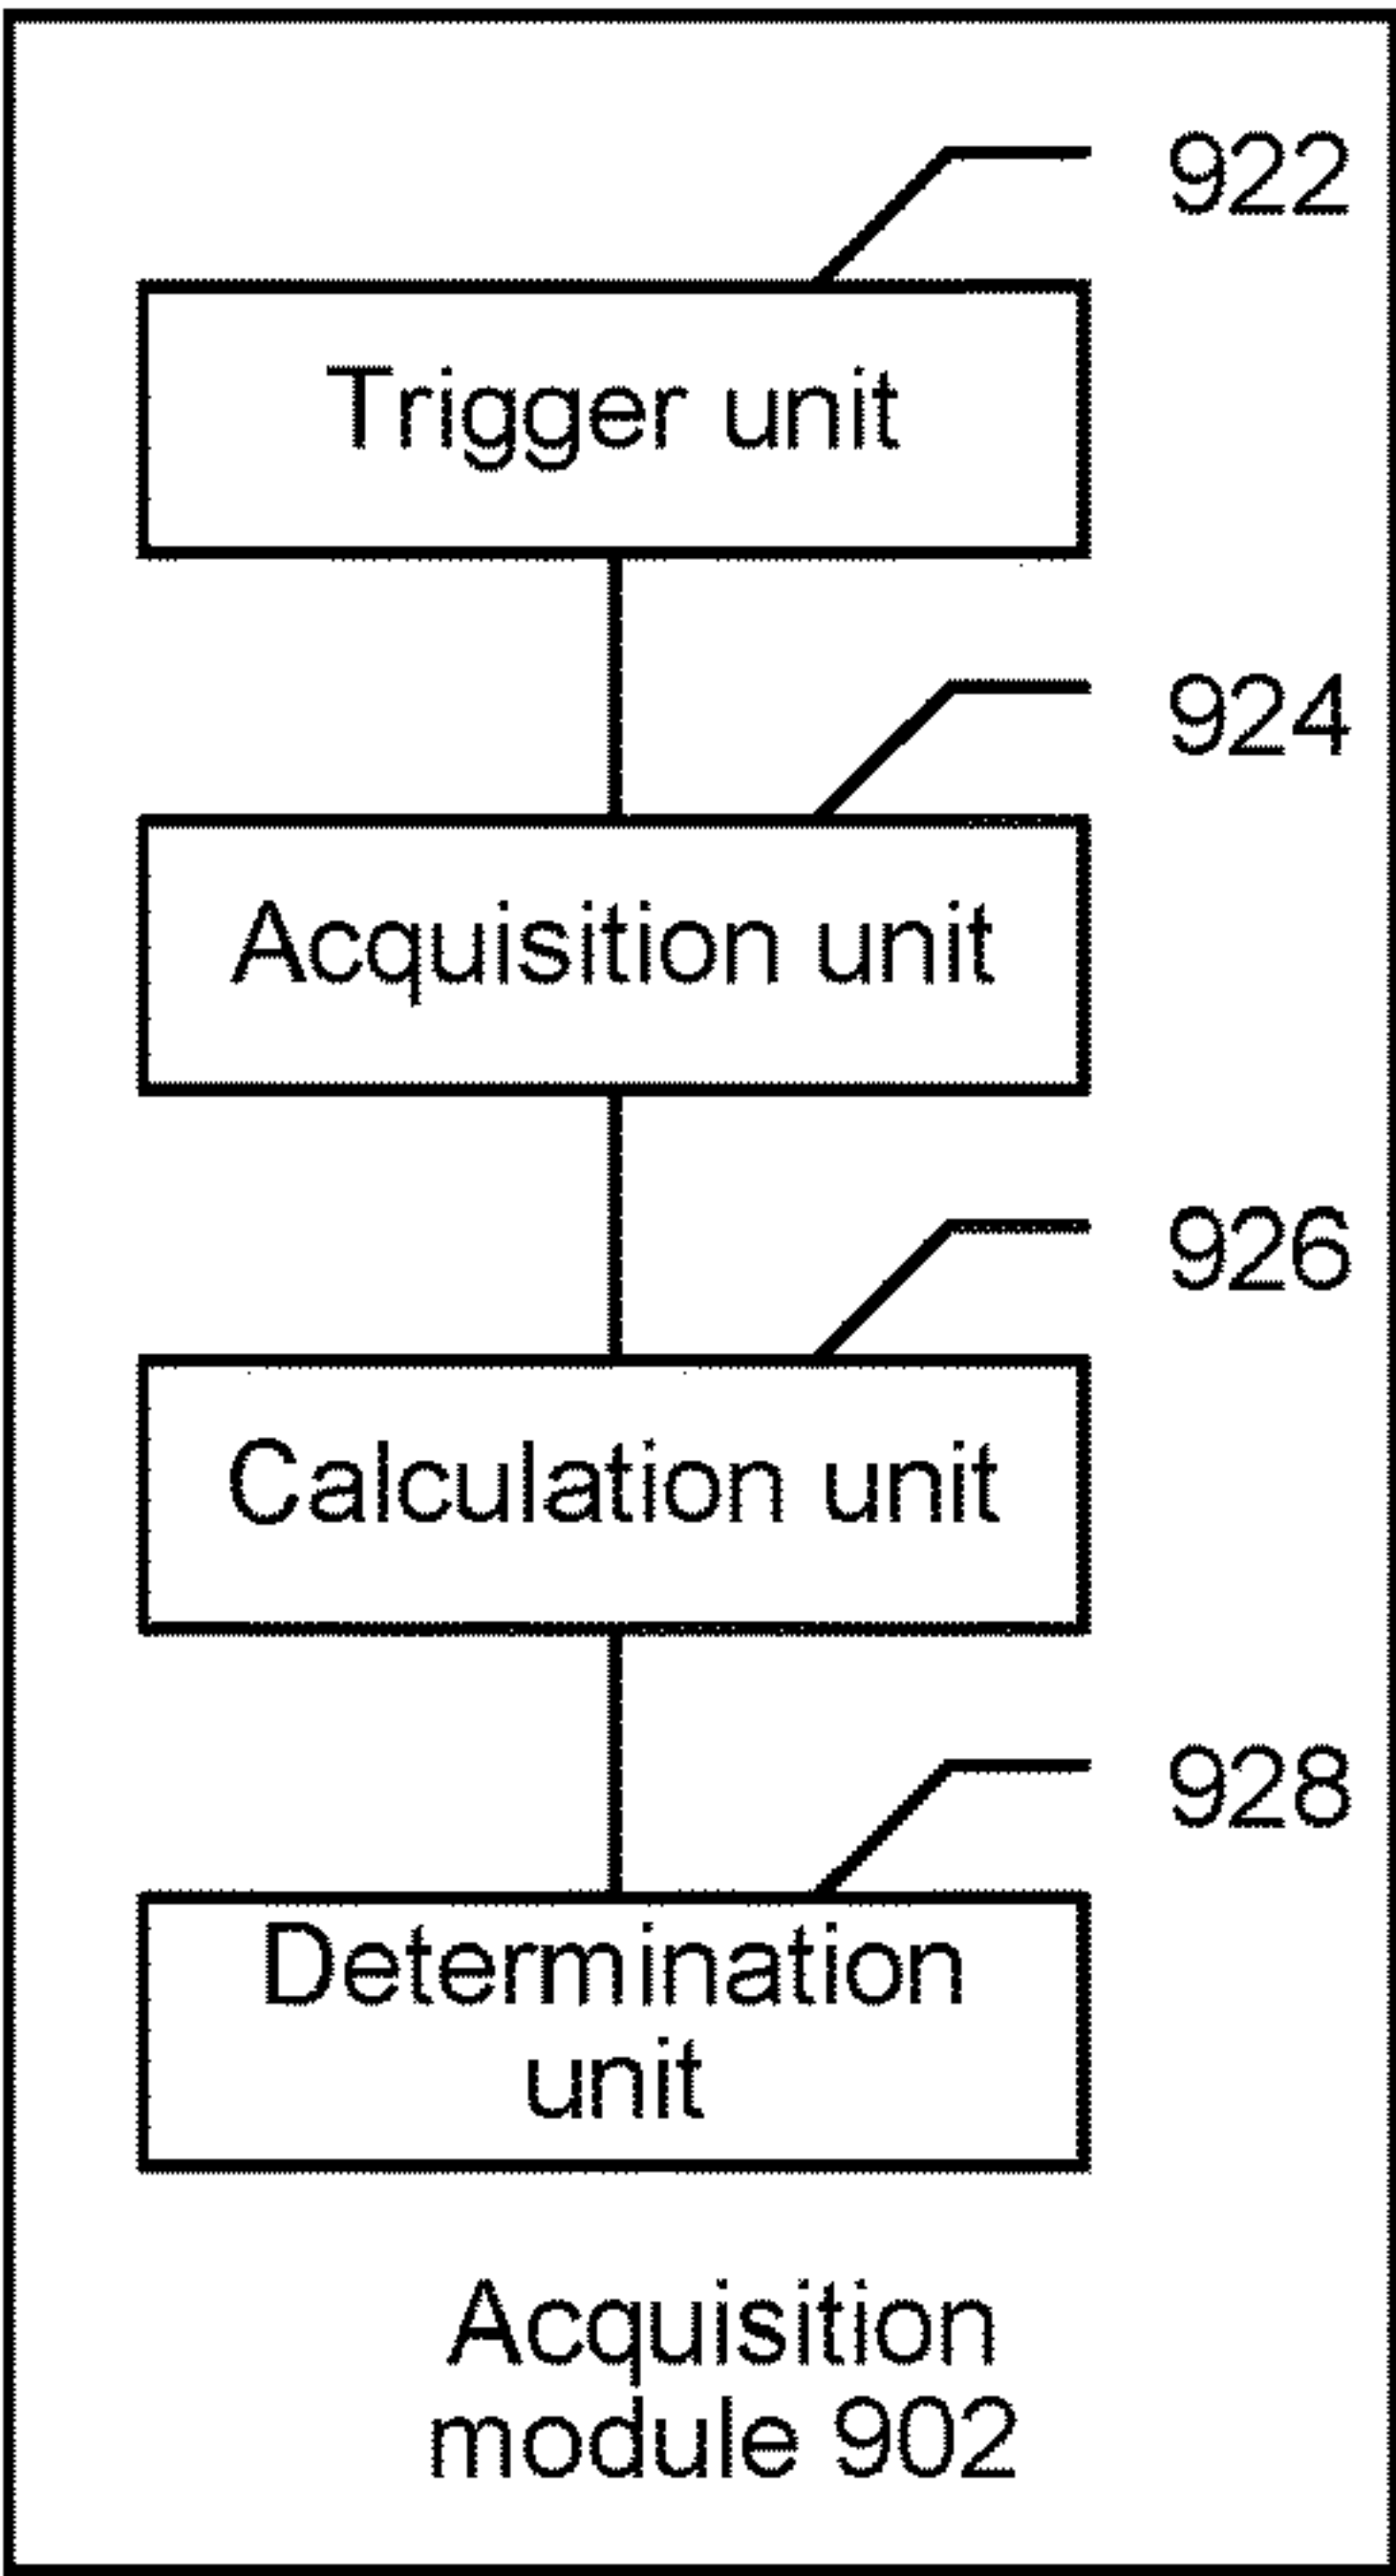 922
Trigger unit
924
Acquisition unit
926
Calculation unit
928
Determination
unit
Acquisition
module 902